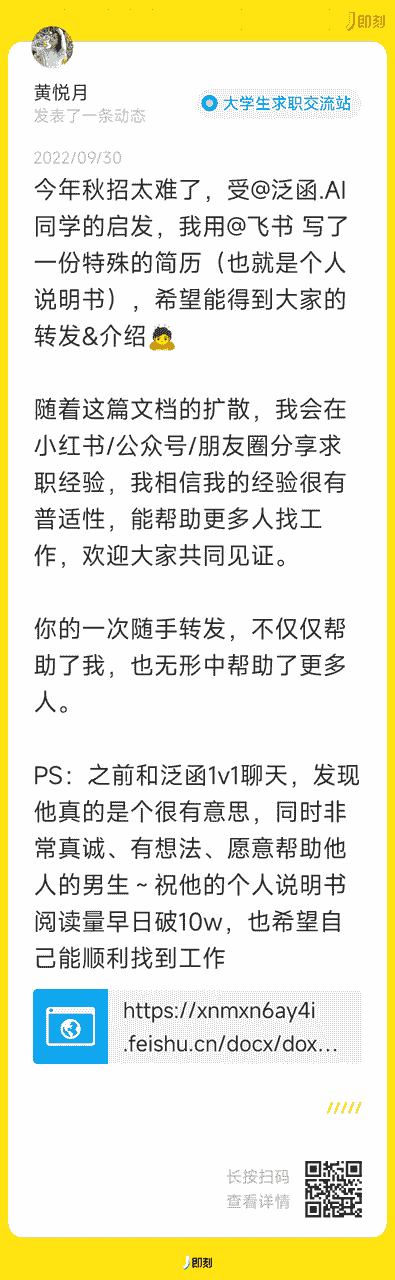 即刻
黄悦月
发表了一条动态
大学生求职交流站
2022/09/30
今年秋招太难了，受@泛函.AI
同学的启发，我用@飞书 写了
一份特殊的简历（也就是个人
说明书），希望能得到大家的
转发&介绍🙇
随着这篇文档的扩散，我会在
小红书/公众号/朋友圈分享求
职经验，我相信我的经验很有
普适性，能帮助更多人找工
作，欢迎大家共同见证。
你的一次随手转发，不仅仅帮
助了我，也无形中帮助了更多
人。
PS：之前和泛函1v1聊天，发现
他真的是个很有意思，同时非
常真诚、有想法、愿意帮助他
人的男生～祝他的个人说明书
阅读量早日破10w，也希望自
己能顺利找到工作
https://xnmxn6ay4i
.feishu.cn/docx/dox...
长按扫码
查看详情
即刻